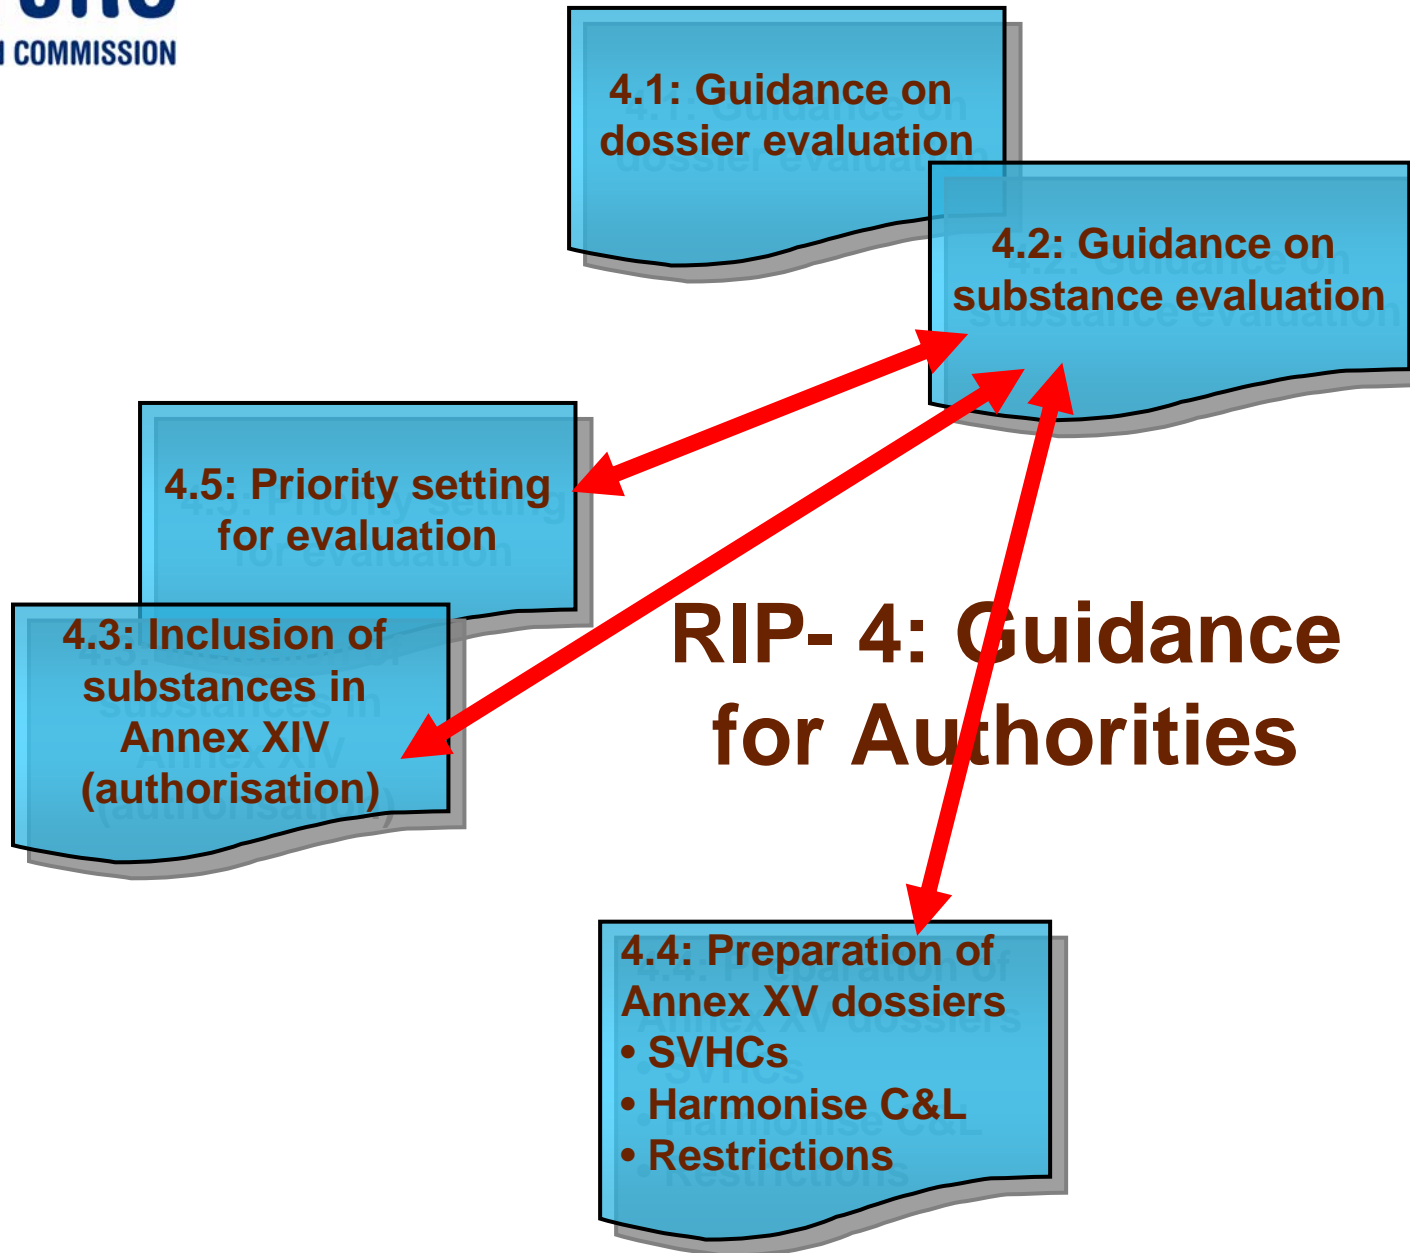 COMMISSION
4.1: Guidance on
dossier evaluation
4.2: Guidance on
substance evaluation
4.5: Priority setting
for evaluation
4.3: Inclusion of
substances in
Annex XIV
(authorisation)
RIP- 4: Guidance
for Authorities
4.4: Preparation of
Annex XV dossiers
• SVHCs
• Harmonise C&L
• Restrictions